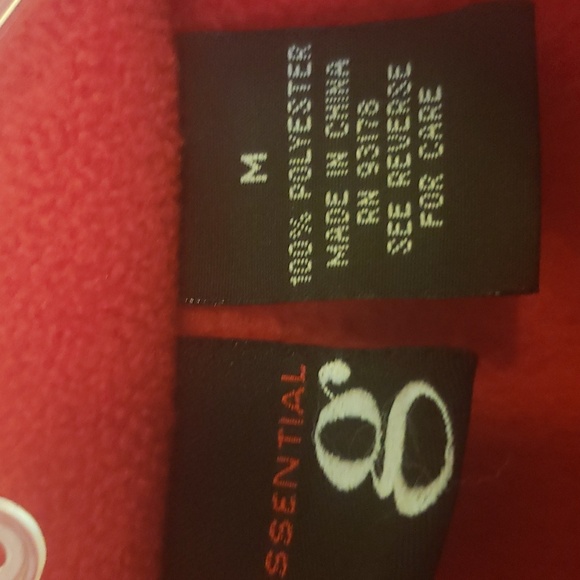 M
100% POLYESTER
MADE IN CHINA
RN 93178
SEE REVERSE
FOR CARE
SSENTIAL
g